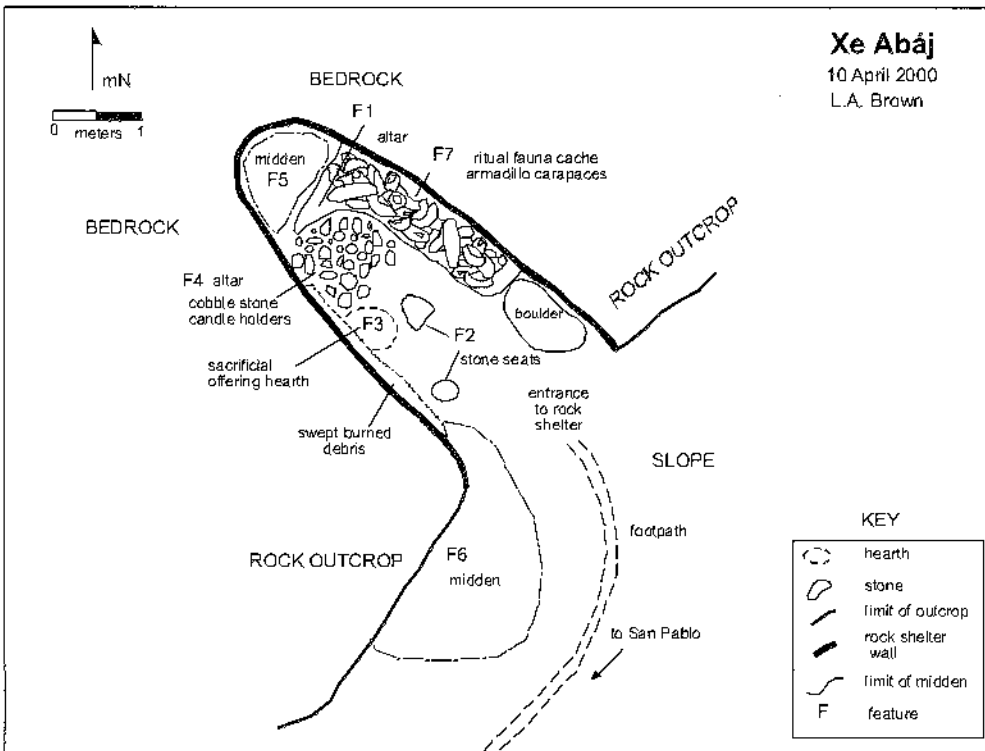 Xe Abáj
10 April 2000
L.A. Brown
mN
0 meters 1
BEDROCK
F1
altar
F7
ritual fauna cache
armadillo carapaces
midden
F5
BEDROCK
ROCK OUTCROP
F4 altar
cobble stone
candle holders
boulder
F3
F2
stone seats
sacrificial
offering hearth
entrance
to rock
shelter
swept burned
debris
SLOPE
footpath
ROCK OUTCROP
F6
midden
to San Pablo
KEY
hearth
stone
limit of outcrop
rock shelter
wall
limit of midden
F feature